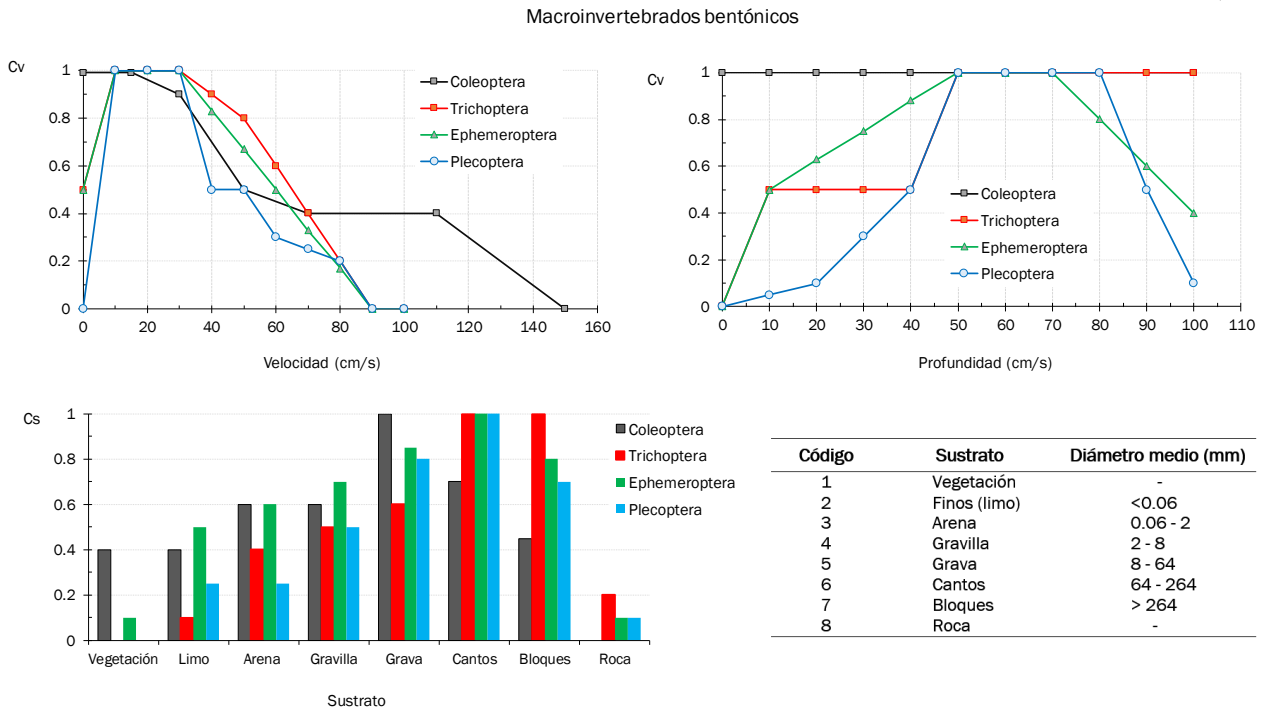 Macroinvertebrados bentónicos
Cv
1
0.8
0.6
0.4
0.2
0
0 20 40 60 80 100 120 140 160
Velocidad (cm/s)
Coleoptera
Trichoptera
Ephemeroptera
Plecoptera
Cv
1
0.8
0.6
0.4
0.2
0
0 10 20 30 40 50 60 70 80 90 100 110
Profundidad (cm/s)
Coleoptera
Trichoptera
Ephemeroptera
Plecoptera
Cs
1
0.8
0.6
0.4
0.2
0
Vegetación Limo Arena Gravilla Grava Cantos Bloques Roca
Sustrato
Coleoptera
Trichoptera
Ephemeroptera
Plecoptera
Código Sustrato Diámetro medio (mm)
1 Vegetación -
2 Finos (limo) <0.06
3 Arena 0.06 - 2
4 Gravilla 2 - 8
5 Grava 8 - 64
6 Cantos 64 - 264
7 Bloques > 264
8 Roca -